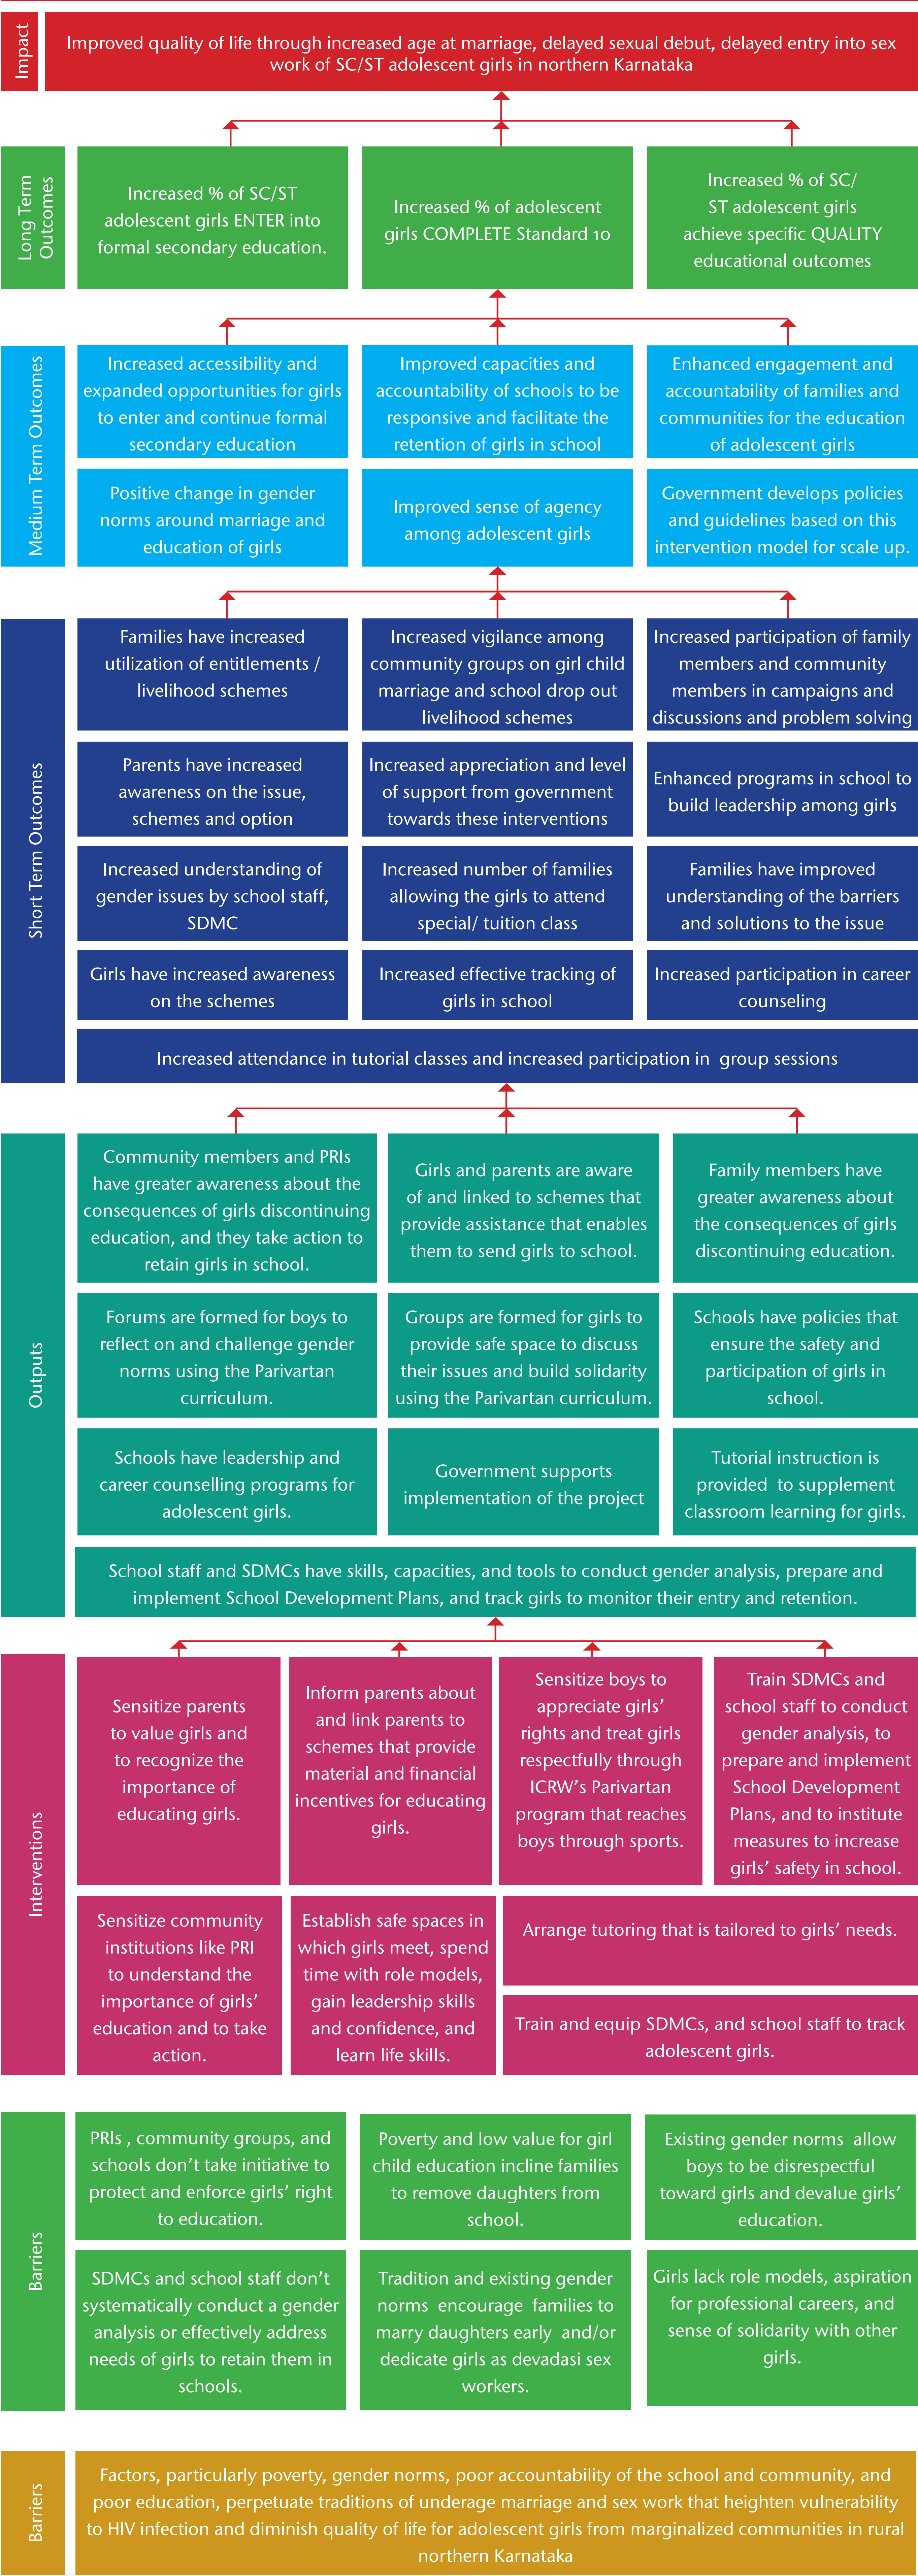 Impact
Improved quality of life through increased age at marriage, delayed sexual debut, delayed entry into sex
work of SC/ST adolescent girls in northern Karnataka
Long Term
Outcomes
Increased % of SC/ST
adolescent girls ENTER into
formal secondary education.
Increased % of adolescent
girls COMPLETE Standard 10
Increased % of SC/
ST adolescent girls
achieve specific QUALITY
educational outcomes
Medium Term Outcomes
Increased accessibility and
expanded opportunities for girls
to enter and continue formal
secondary education
Improved capacities and
accountability of schools to be
responsive and facilitate the
retention of girls in school
Enhanced engagement and
accountability of families and
communities for the education
of adolescent girls
Positive change in gender
norms around marriage and
education of girls
Improved sense of agency
among adolescent girls
Government develops policies
and guidelines based on this
intervention model for scale up.
Short Term Outcomes
Families have increased
utilization of entitlements /
livelihood schemes
Increased vigilance among
community groups on girl child
marriage and school drop out
livelihood schemes
Increased participation of family
members and community
members in campaigns and
discussions and problem solving
Parents have increased
awareness on the issue,
schemes and option
Increased appreciation and level
of support from government
towards these interventions
Enhanced programs in school to
build leadership among girls
Increased understanding of
gender issues by school staff,
SDMC
Increased number of families
allowing the girls to attend
special/ tuition class
Families have improved
understanding of the barriers
and solutions to the issue
Girls have increased awareness
on the schemes
Increased effective tracking of
girls in school
Increased participation in career
counseling
Increased attendance in tutorial classes and increased participation in group sessions
Outputs
Community members and PRIs
have greater awareness about the
consequences of girls discontinuing
education, and they take action to
retain girls in school.
Girls and parents are aware
of and linked to schemes that
provide assistance that enables
them to send girls to school.
Family members have
greater awareness about
the consequences of girls
discontinuing education.
Forums are formed for boys to
reflect on and challenge gender
norms using the Parivartan
curriculum.
Groups are formed for girls to
provide safe space to discuss
their issues and build solidarity
using the Parivartan curriculum.
Schools have policies that
ensure the safety and
participation of girls in
school.
Schools have leadership and
career counselling programs for
adolescent girls.
Government supports
implementation of the project
Tutorial instruction is
provided to supplement
classroom learning for girls.
School staff and SDMCs have skills, capacities, and tools to conduct gender analysis, prepare and
implement School Development Plans, and track girls to monitor their entry and retention.
Interventions
Sensitize parents
to value girls and
to recognize the
importance of
educating girls.
Inform parents about
and link parents to
schemes that provide
material and financial
incentives for educating
girls.
Sensitize boys to
appreciate girls’
rights and treat girls
respectfully through
ICRW’s Parivartan
program that reaches
boys through sports.
Train SDMCs and
school staff to conduct
gender analysis, to
prepare and implement
School Development
Plans, and to institute
measures to increase
girls’ safety in school.
Sensitize community
institutions like PRI
to understand the
importance of girls’
education and to take
action.
Establish safe spaces in
which girls meet, spend
time with role models,
gain leadership skills
and confidence, and
learn life skills.
Arrange tutoring that is tailored to girls’ needs.
Train and equip SDMCs, and school staff to track
adolescent girls.
Barriers
PRIs , community groups, and
schools don’t take initiative to
protect and enforce girls’ right
to education.
Poverty and low value for girl
child education incline families
to remove daughters from
school.
Existing gender norms allow
boys to be disrespectful
toward girls and devalue girls’
education.
SDMCs and school staff don’t
systematically conduct a gender
analysis or effectively address
needs of girls to retain them in
schools.
Tradition and existing gender
norms encourage families to
marry daughters early and/or
dedicate girls as devadasi sex
workers.
Girls lack role models, aspiration
for professional careers, and
sense of solidarity with other
girls.
Barriers
Factors, particularly poverty, gender norms, poor accountability of the school and community, and
poor education, perpetuate traditions of underage marriage and sex work that heighten vulnerability
to HIV infection and diminish quality of life for adolescent girls from marginalized communities in rural
northern Karnataka